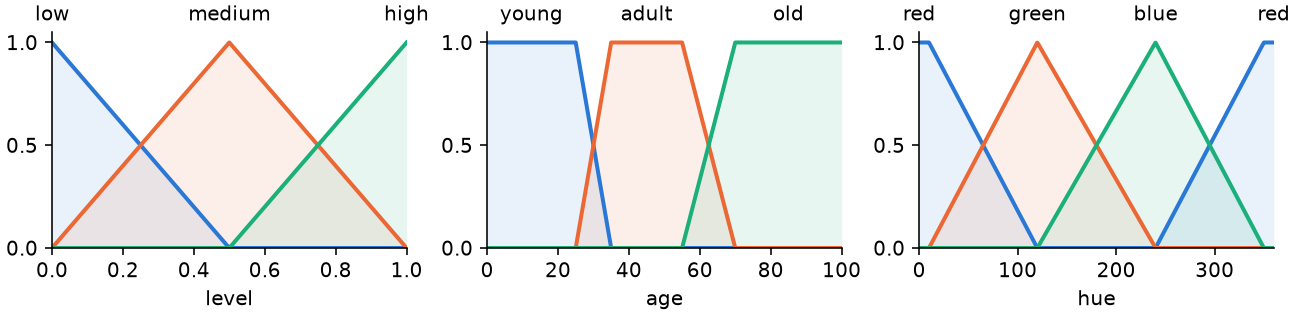 low medium high
1.0
0.5
0.0
0.0 0.2 0.4 0.6 0.8 1.0
level
young adult old
1.0
0.5
0.0
0 20 40 60 80 100
age
red green blue red
1.0
0.5
0.0
0 100 200 300
hue